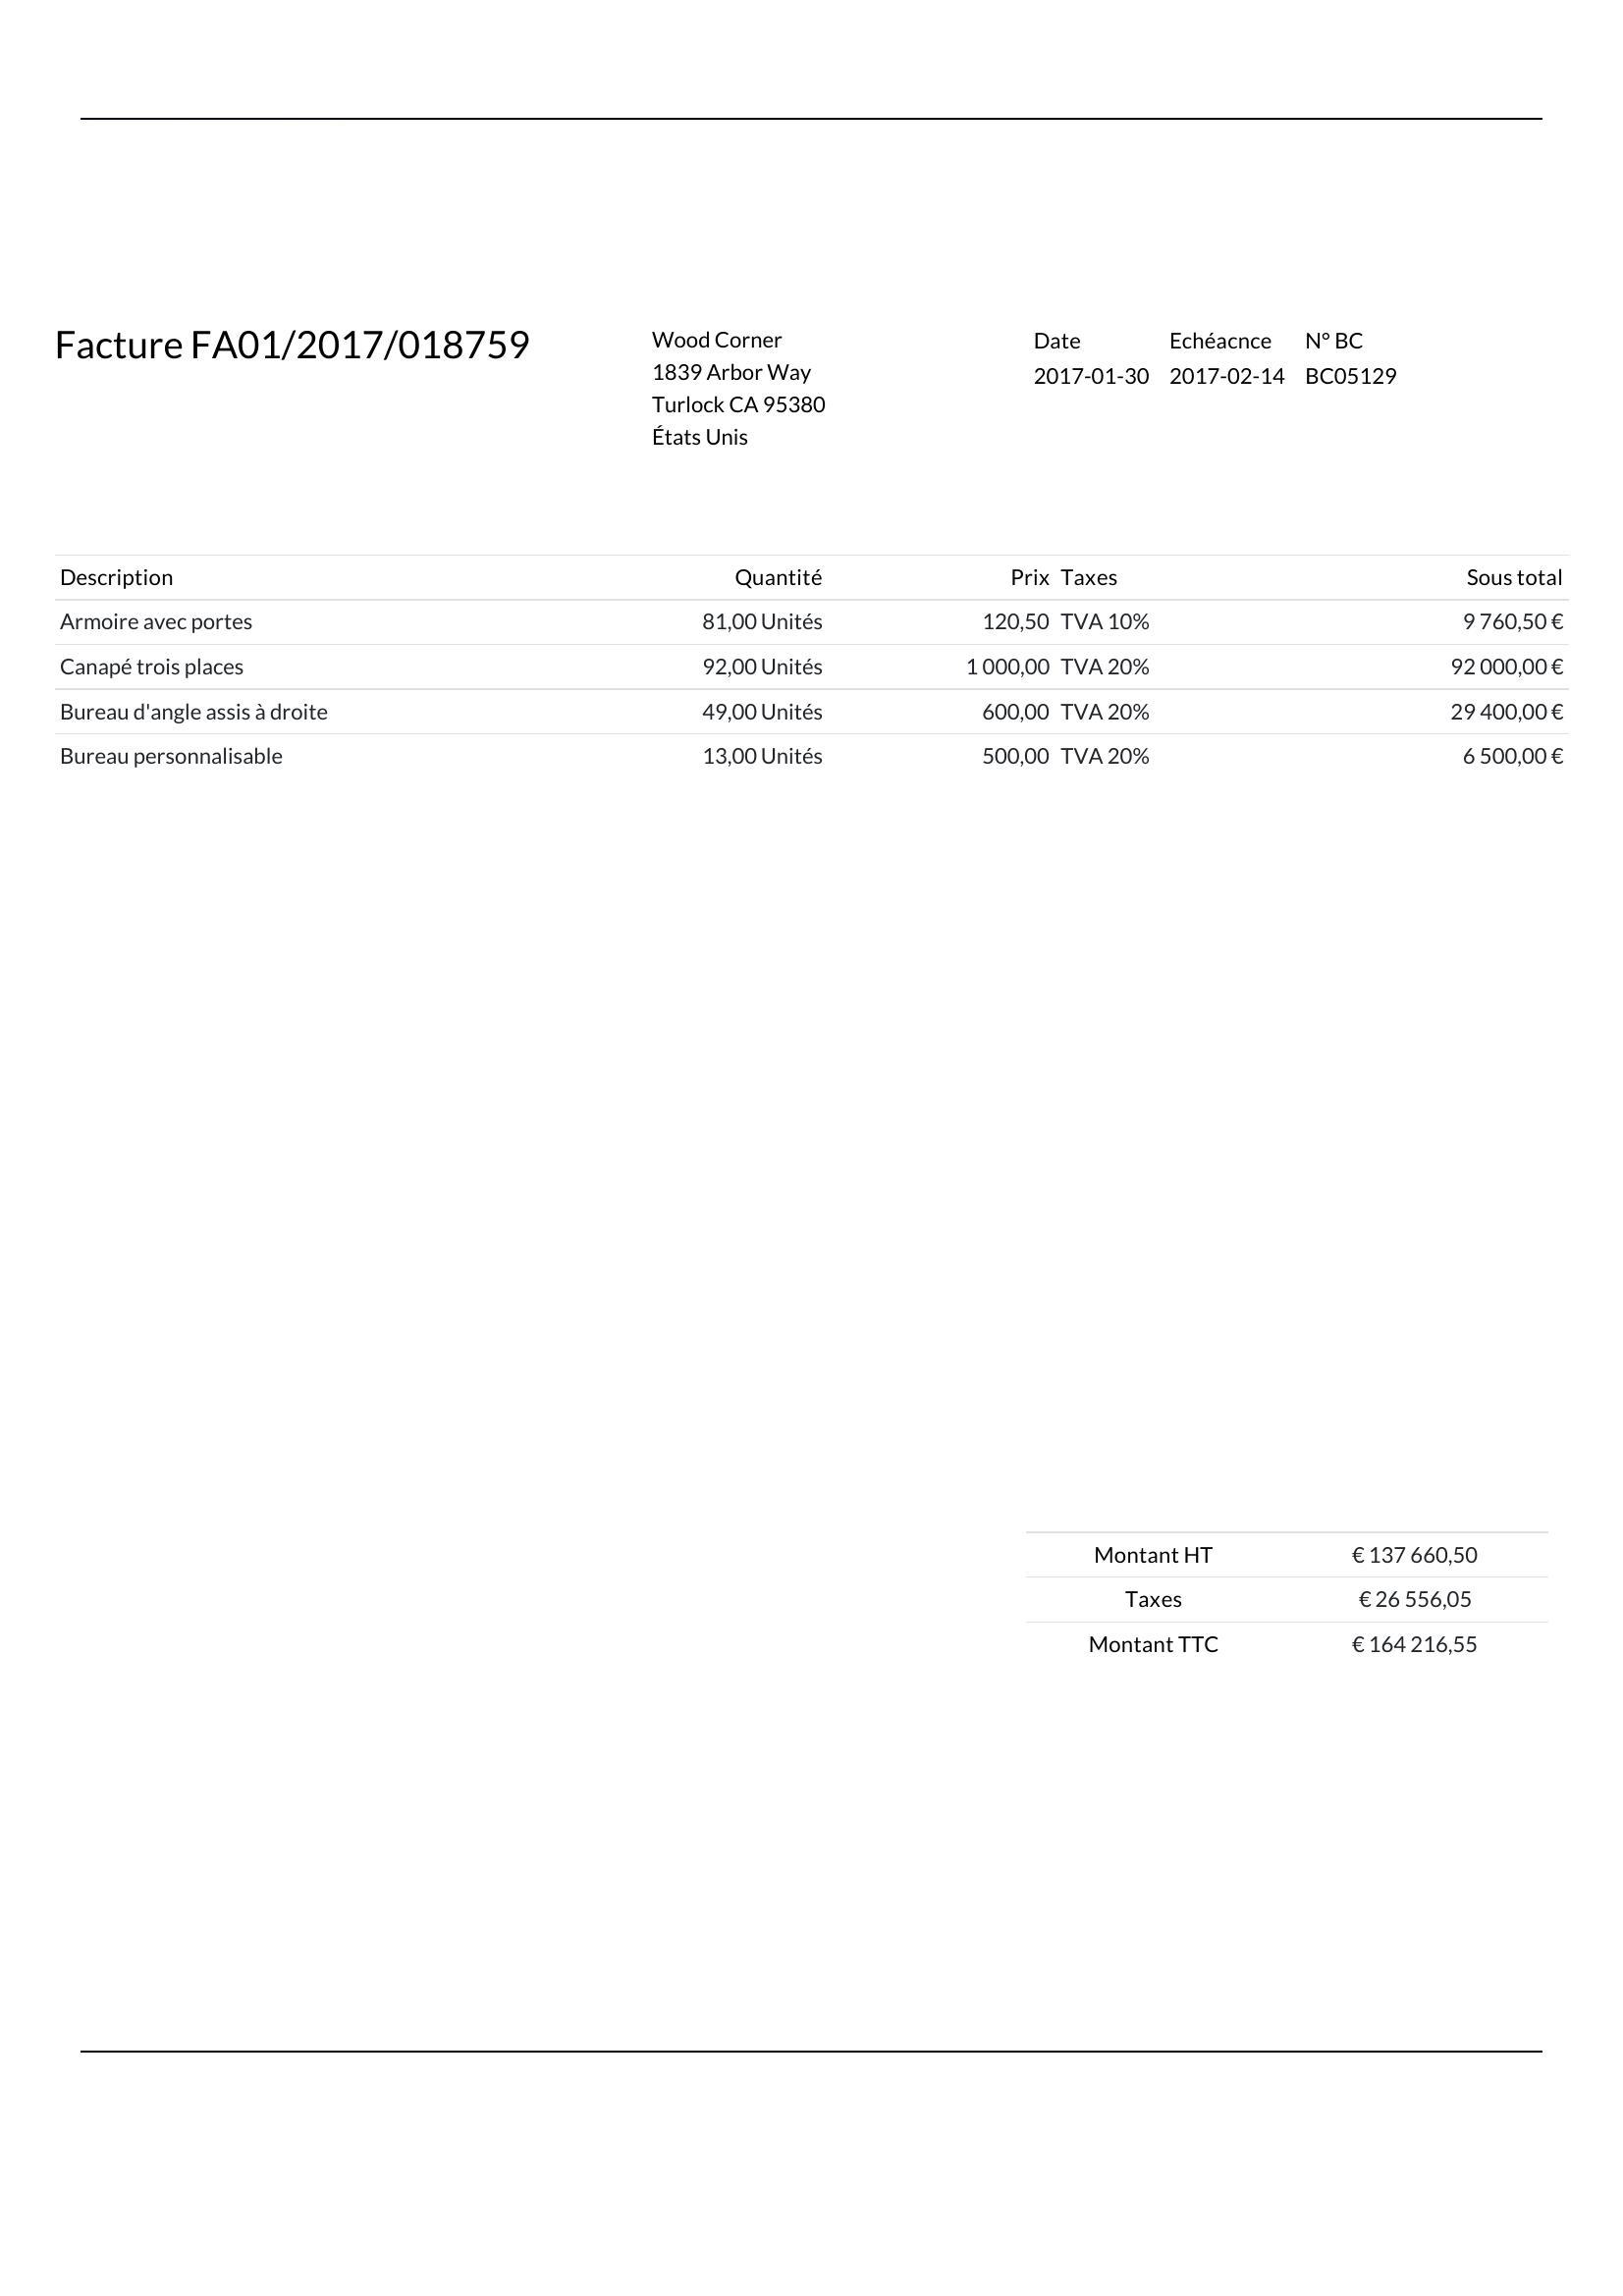 Facture FA01/2017/018759
Wood Corner
1839 Arbor Way
Turlock CA 95380
États Unis
Date Echéacnce N° BC
2017-01-30 2017-02-14 BC05129
Description Quantité Prix Taxes Sous total
Armoire avec portes 81,00 Unités 120,50 TVA 10% 9 760,50 €
Canapé trois places 92,00 Unités 1 000,00 TVA 20% 92 000,00 €
Bureau d'angle assis à droite 49,00 Unités 600,00 TVA 20% 29 400,00 €
Bureau personnalisable 13,00 Unités 500,00 TVA 20% 6 500,00 €
Montant HT € 137 660,50
Taxes € 26 556,05
Montant TTC € 164 216,55